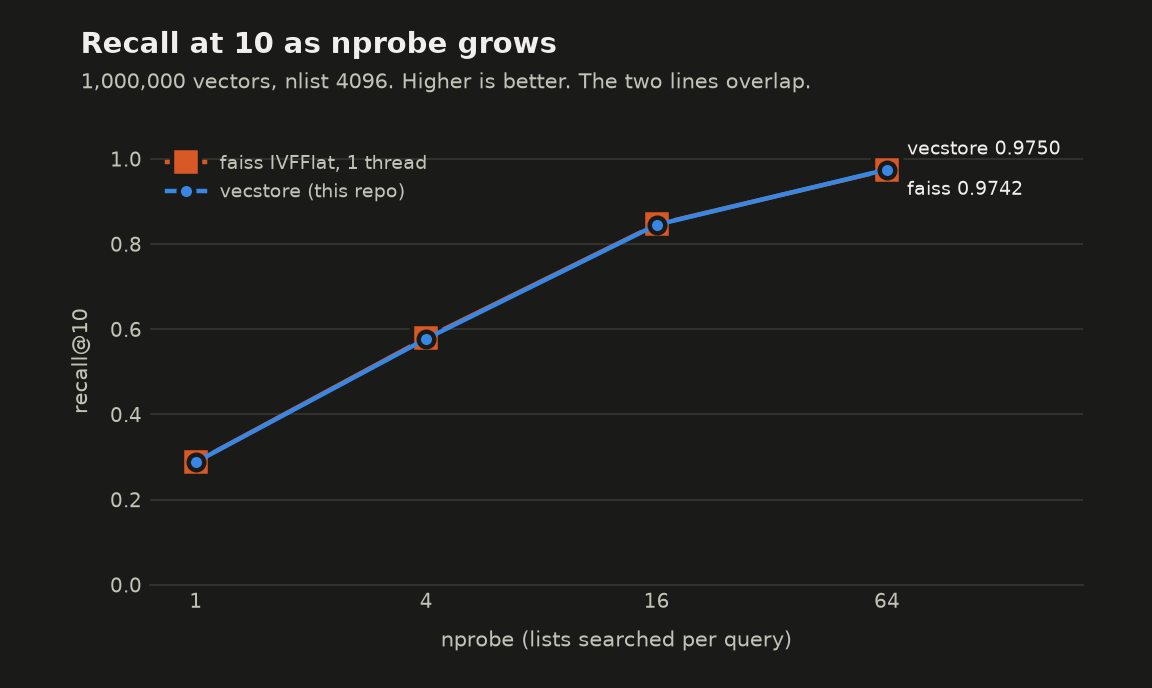 Recall at 10 as nprobe grows
1,000,000 vectors, nlist 4096. Higher is better. The two lines overlap.
faiss IVFFlat, 1 thread
vecstore (this repo)
vecstore 0.9750
faiss 0.9742
recall@10
1.0
0.8
0.6
0.4
0.2
0.0
1 4 16 64
nprobe (lists searched per query)